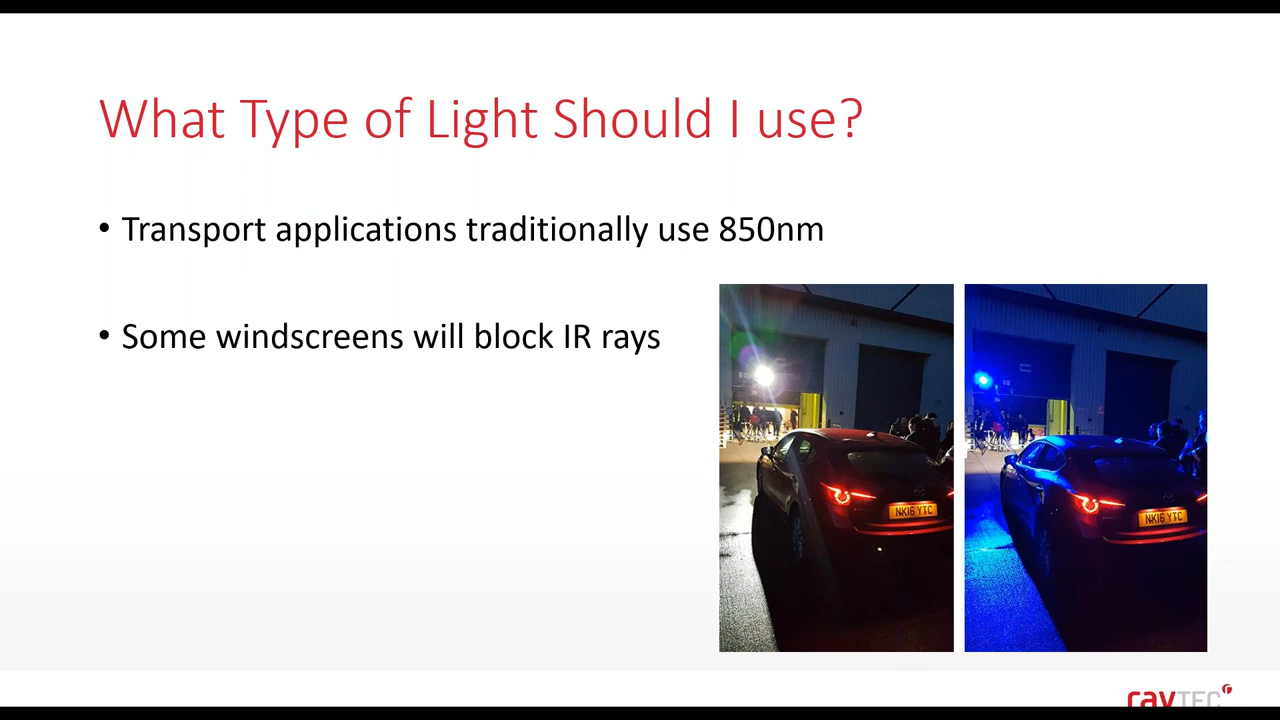 What Type of Light Should I use?
• Transport applications traditionally use 850nm
• Some windscreens will block IR rays
NK16 YTC
NK16 YTC
rayTEC